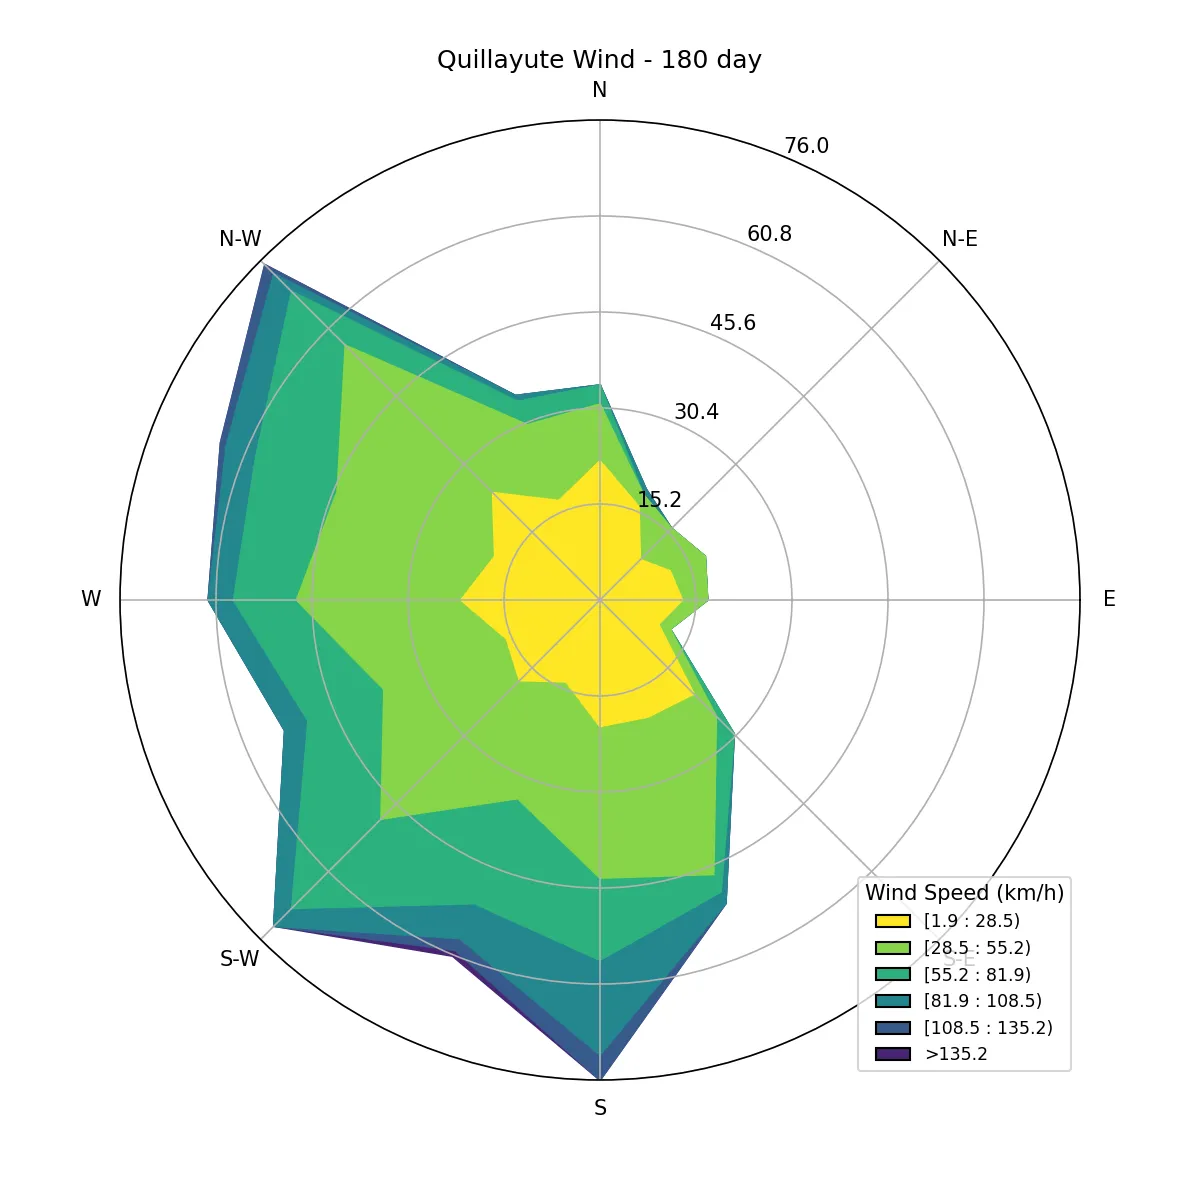 Quillayute Wind - 180 day
N
76.0
60.8
N-W
N-E
45.6
30.4
15.2
W
E
Wind Speed (km/h)
[1.9 : 28.5)
[28.5 : 55.2)
S-W
S-E
[55.2 : 81.9)
[81.9 : 108.5)
[108.5 : 135.2)
>135.2
S